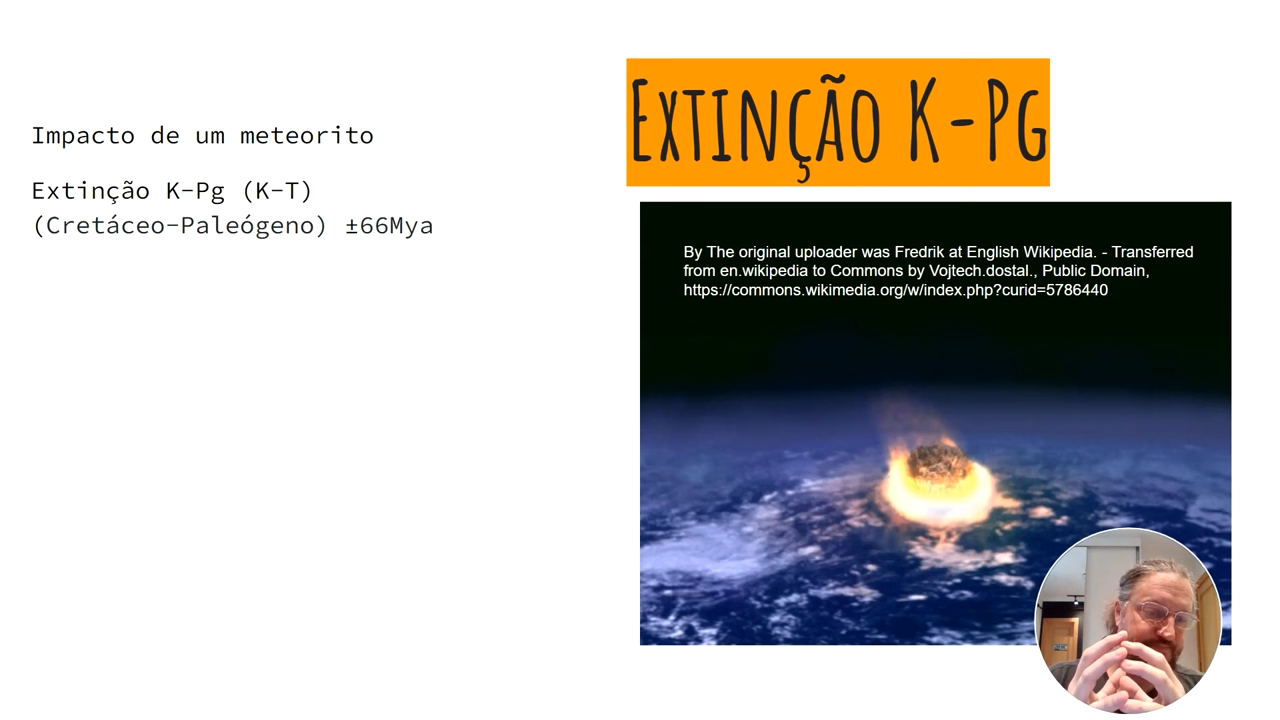 Extinção K-Pg
Impacto de um meteorito
Extinção K-Pg (K-T)
(Cretáceo-Paleógeno) ±66Mya
By The original uploader was Fredrik at English Wikipedia. - Transferred
from en.wikipedia to Commons by Vojtech.dostal., Public Domain,
https://commons.wikimedia.org/w/index.php?curid=5786440